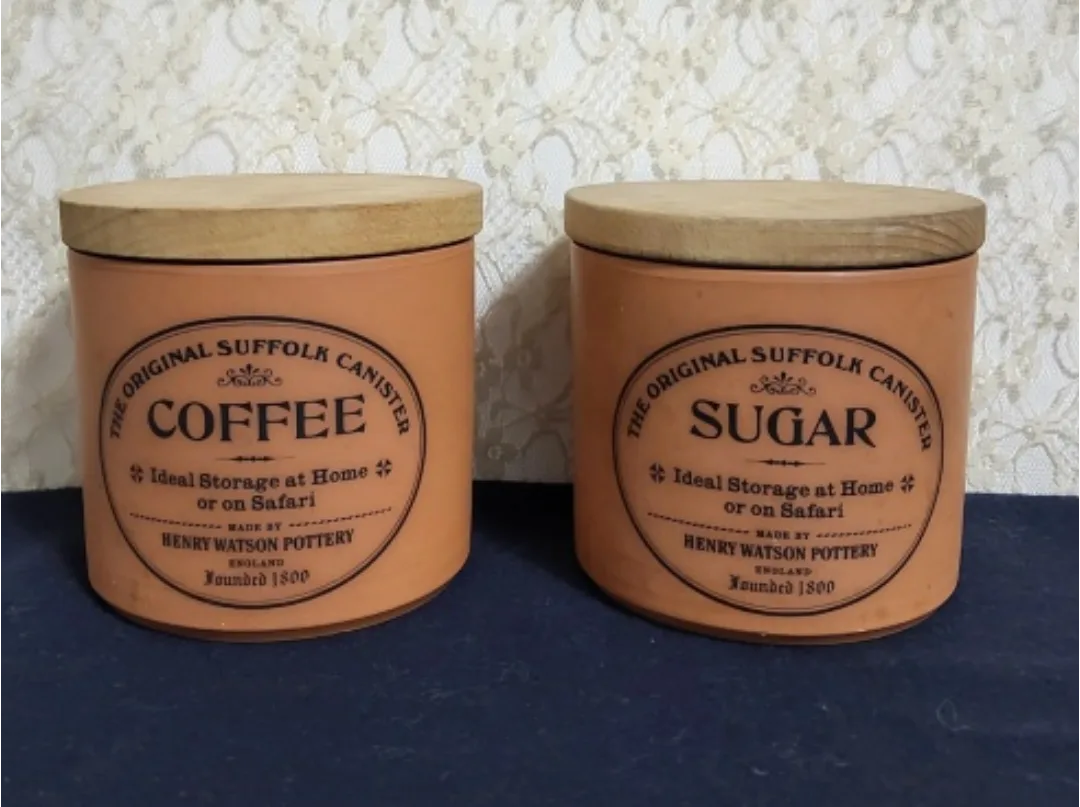 THE ORIGINAL SUFFOLK CANISTER
COFFEE
Ideal Storage at Home
or on Safari
MADE BY
HENRY WATSON POTTERY
ENGLAND
Founded 1800
THE ORIGINAL SUFFOLK CANISTER
SUGAR
Ideal Storage at Home
or on Safari
MADE BY
HENRY WATSON POTTERY
ENGLAND
Founded 1800